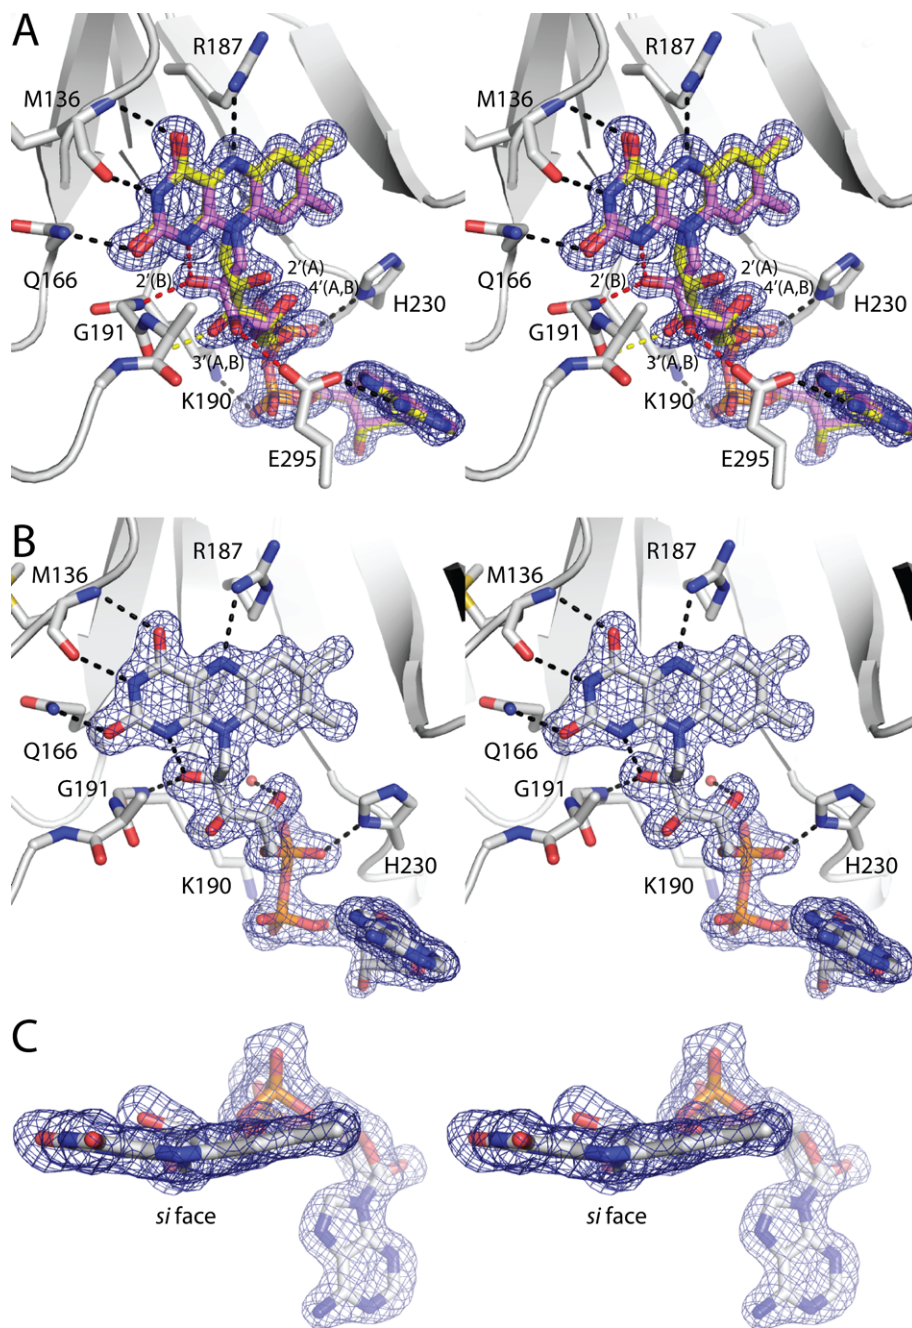 A
R187
R187
M136
M136
Q166
Q166
2′(B)
2′(A)
4′(A,B)
2′(B)
2′(A)
4′(A,B)
H230
H230
G191
G191
3′(A,B)
3′(A,B)
K190
K190
E295
E295
B
R187
R187
M136
M136
Q166
Q166
G191
G191
H230
H230
K190
K190
C
si face
si face